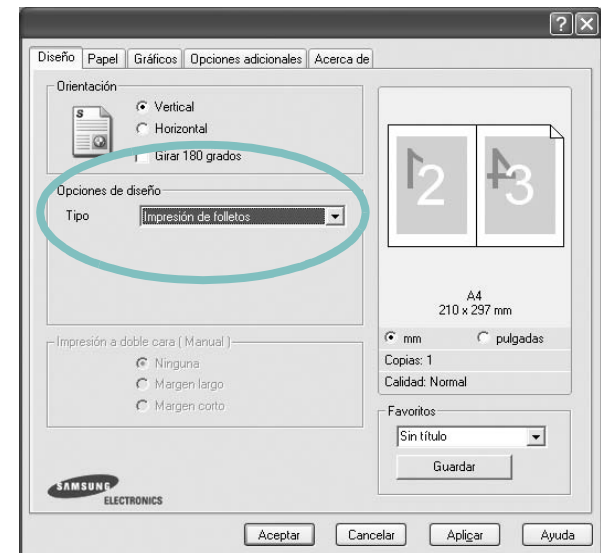 Diseño Papel Gráficos Opciones adicionales Acerca de
Orientación
S
Vertical
Horizontal
Girar 180 grados
Opciones de diseño
Tipo Impresión de folletos
Impresión a doble cara ( Manual )
Ninguna
Margen largo
Margen corto
1 2 4 3
A4
210 x 297 mm
mm pulgadas
Copias: 1
Calidad: Normal
Favoritos
Sin título
Guardar
SAMSUNG
ELECTRONICS
Aceptar Cancelar Aplicar Ayuda